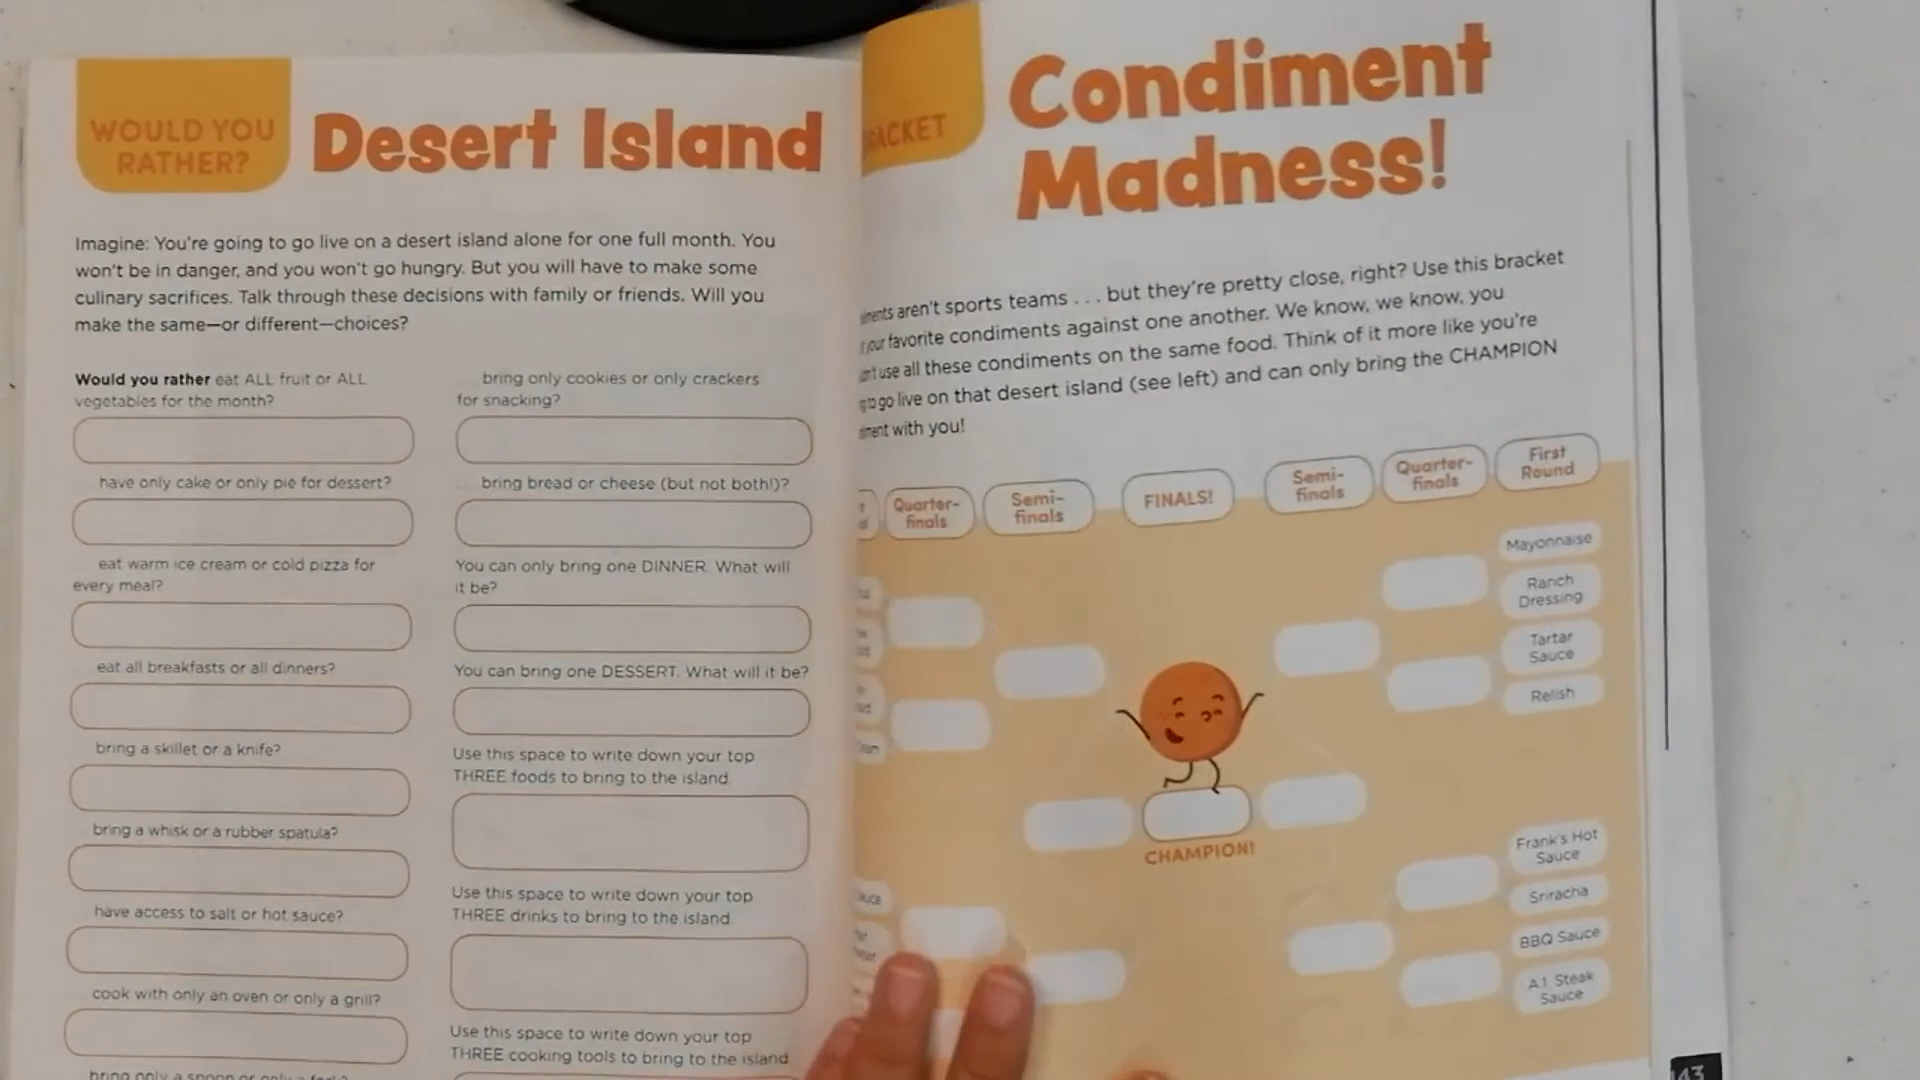 WOULD YOU
RATHER?
Desert Island
Imagine: You're going to go live on a desert island alone for one full month. You
won't be in danger, and you won't go hungry. But you will have to make some
culinary sacrifices. Talk through these decisions with family or friends. Will you
make the same—or different—choices?
Would you rather eat ALL fruit or ALL
vegetables for the month?
... have only cake or only pie for dessert?
... eat warm ice cream or cold pizza for
every meal?
... eat all breakfasts or all dinners?
... bring a skillet or a knife?
... bring a whisk or a rubber spatula?
... have access to salt or hot sauce?
... cook with only an oven or only a grill?
bring only a spoon or only a fork?
... bring only cookies or only crackers
for snacking?
... bring bread or cheese (but not both!)?
You can only bring one DINNER. What will
it be?
You can bring one DESSERT. What will it be?
Use this space to write down your top
THREE foods to bring to the island.
Use this space to write down your top
THREE drinks to bring to the island.
Use this space to write down your top
THREE cooking tools to bring to the island.
Condiment
Madness!
aren't sports teams . . . but they're pretty close, right? Use this bracket
your favorite condiments against one another. We know, we know, you
use all these condiments on the same food. Think of it more like you're
to go live on that desert island (see left) and can only bring the CHAMPION
with you!
Quarter-
finals
Semi-
finals
FINALS!
Semi-
finals
Quarter-
finals
First
Round
Mayonnaise
Ranch
Dressing
Tartar
Sauce
Relish
CHAMPION!
Frank's Hot
Sauce
Sriracha
BBQ Sauce
A.1. Steak
Sauce